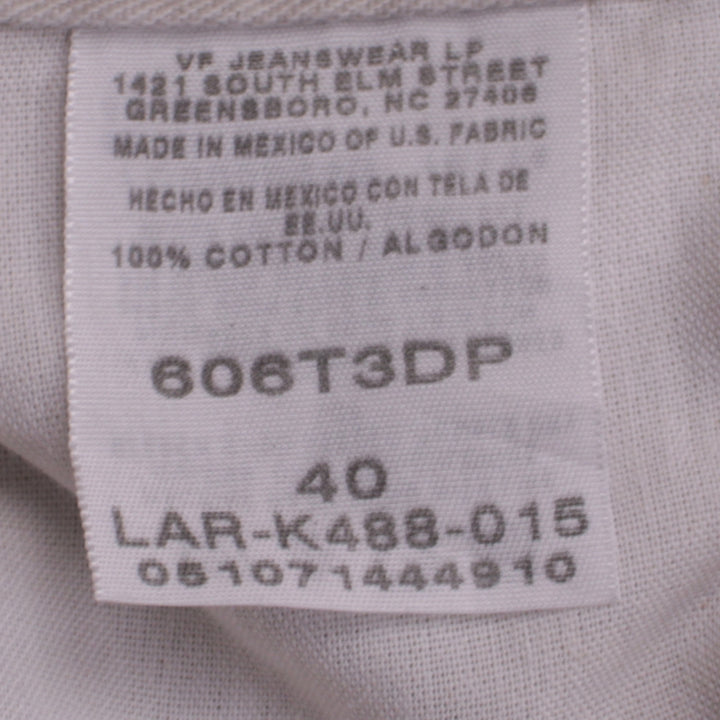 VF JEANSWEAR LP
1421 SOUTH ELM STREET
GREENSBORO, NC 27406
MADE IN MEXICO OF U.S. FABRIC
HECHO EN MEXICO CON TELA DE
EE.UU.
100% COTTON / ALGODON
606T3DP
40
LAR-K488-015
051071444910